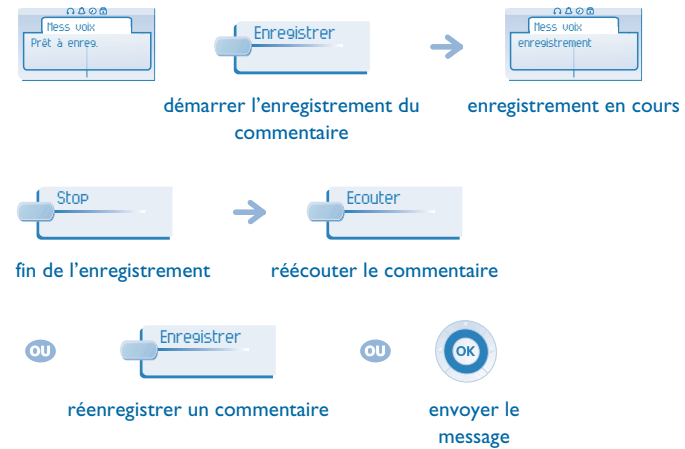 Mess voix
Prêt à enreg.
Enregistrer
Mess voix
enregistrement
démarrer l'enregistrement du
commentaire
enregistrement en cours
Stop
Ecouter
fin de l'enregistrement
réécouter le commentaire
OU
Enregistrer
OU
OK
réenregistrer un commentaire
envoyer le
message